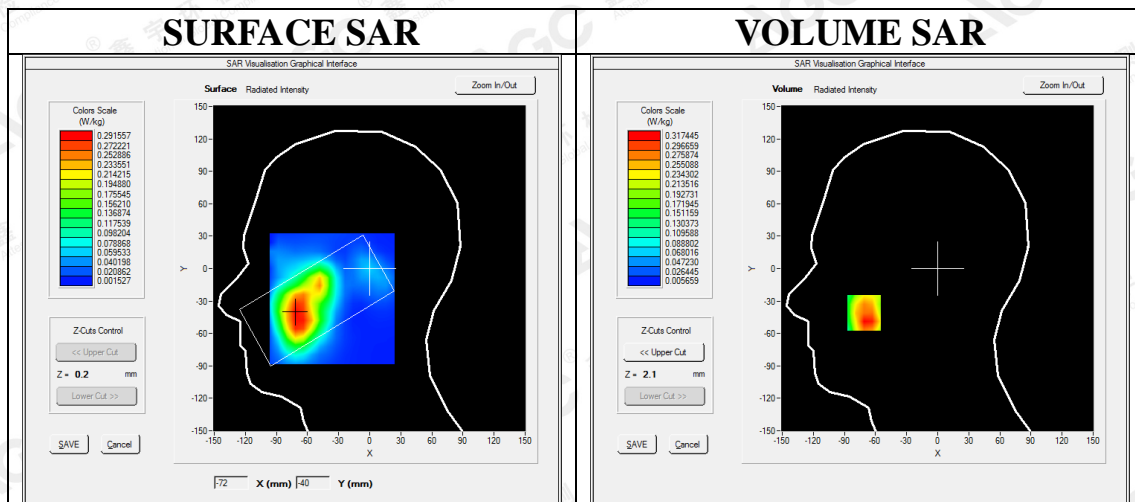 SURFACE SAR
SAR Visualisation Graphical Interface
Surface Radiated Intensity
Zoom In/Out
Colors Scale
(W/kg)
0.291557
0.272221
0.252886
0.233551
0.214215
0.194880
0.175545
0.156210
0.136874
0.117539
0.098204
0.078868
0.059533
0.040198
0.020862
0.001527
Z-Cuts Control
<< Upper Cut
Z = 0.2 mm
Lower Cut >>
SAVE Cancel
150
120
90
60
30
0
-30
-60
-90
-120
-150
Y
-150 -120 -90 -60 -30 0 30 60 90 120 150
X
-72 X (mm) -40 Y (mm)
VOLUME SAR
SAR Visualisation Graphical Interface
Volume Radiated Intensity
Zoom In/Out
Colors Scale
(W/kg)
0.317445
0.296659
0.275874
0.255088
0.234302
0.213516
0.192731
0.171945
0.151159
0.130373
0.109588
0.088802
0.068016
0.047230
0.026445
0.005659
Z-Cuts Control
<< Upper Cut
Z = 2.1 mm
Lower Cut >>
SAVE Cancel
150
120
90
60
30
0
-30
-60
-90
-120
-150
Y
-150 -120 -90 -60 -30 0 30 60 90 120 150
X